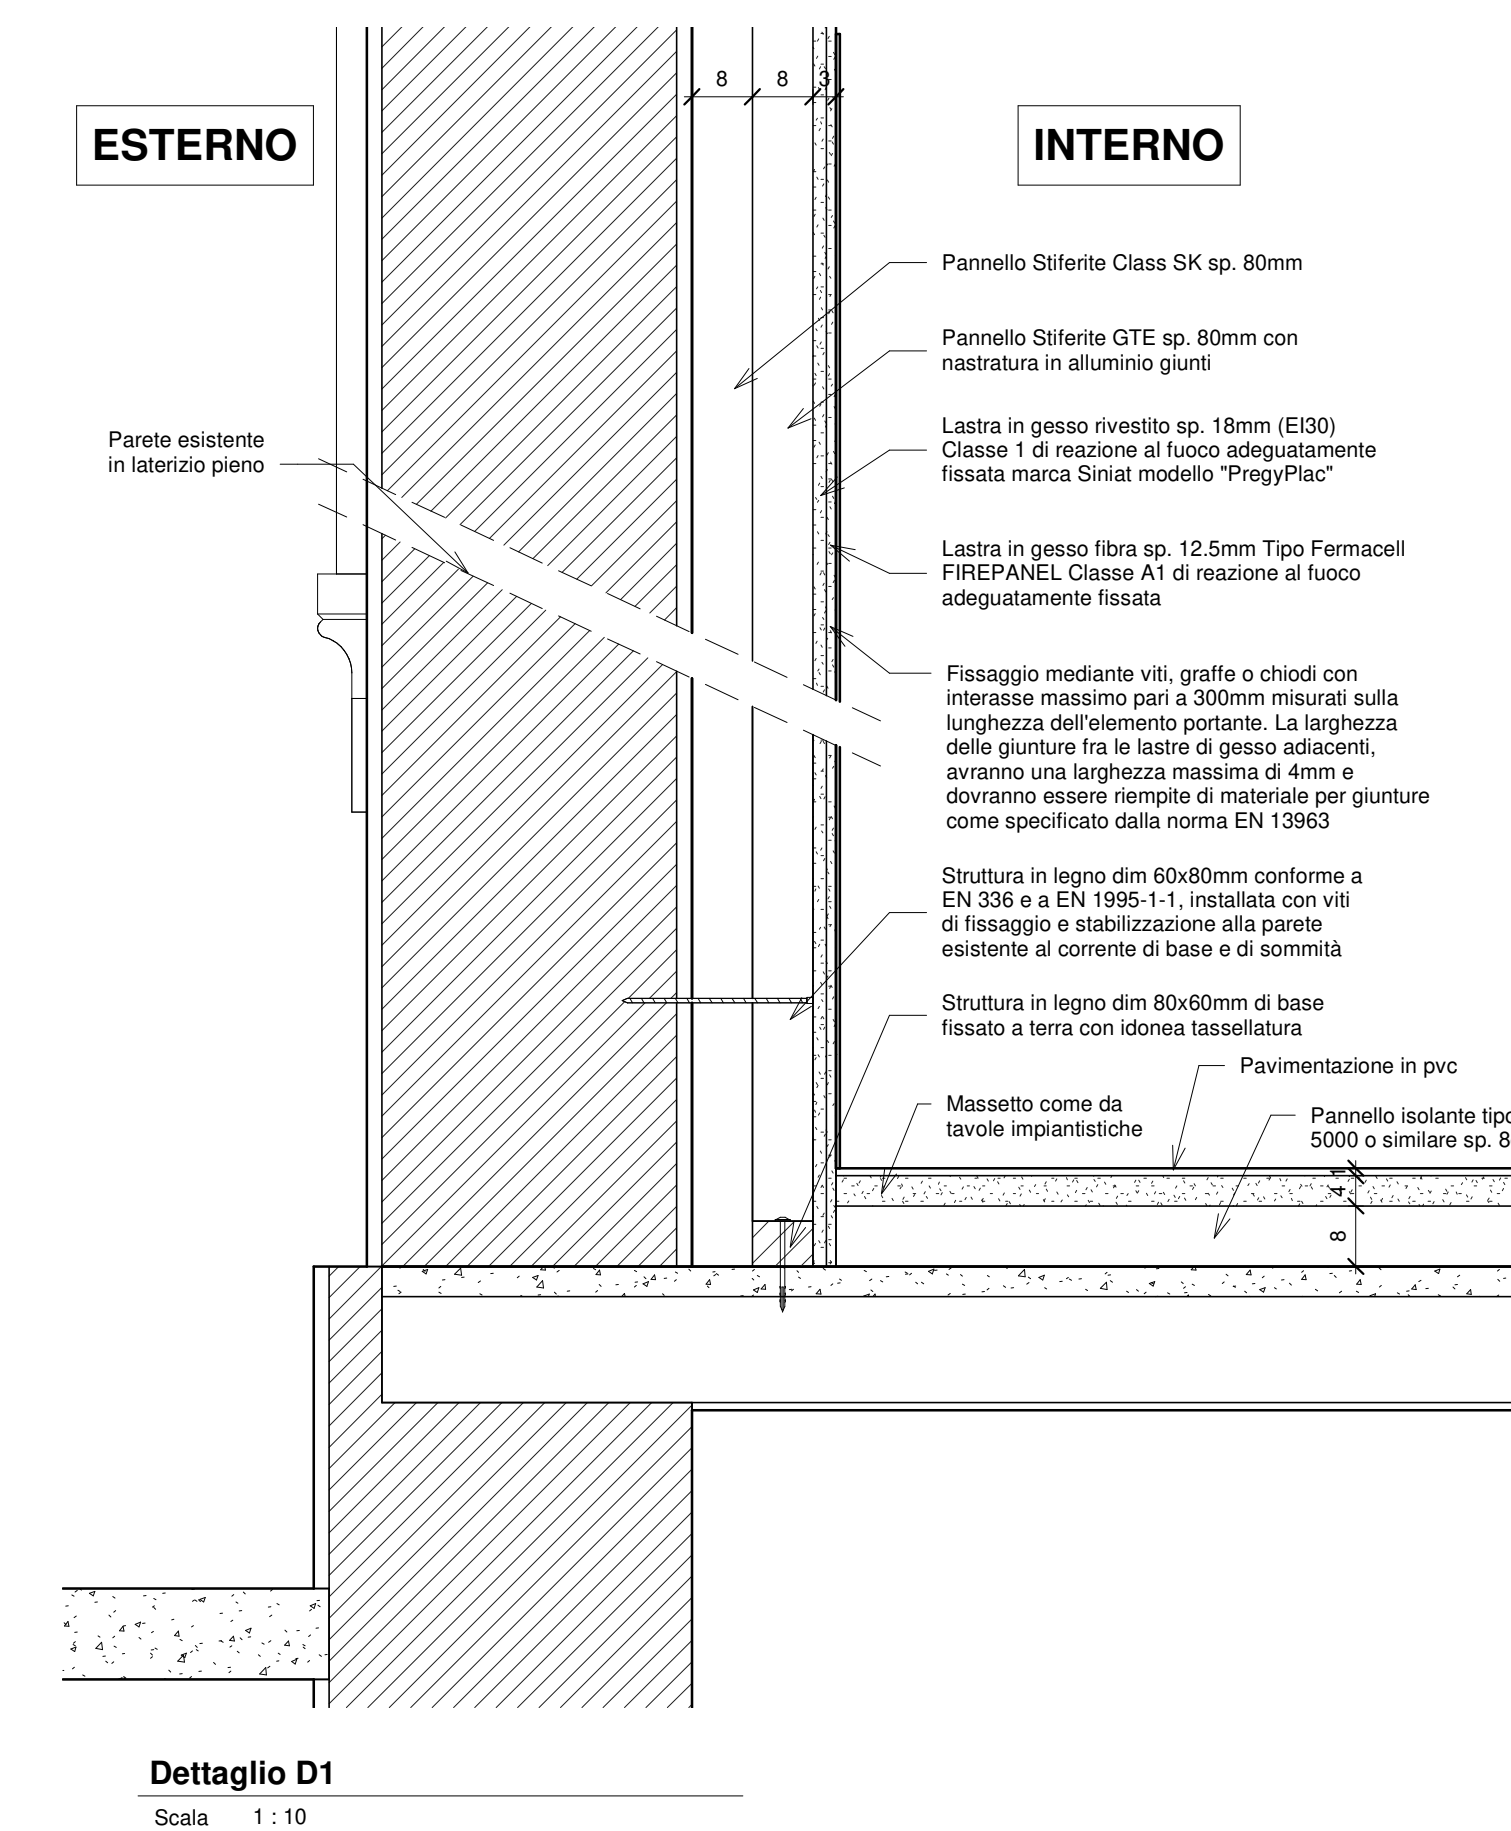 8
8
3
ESTERNO
INTERNO
Pannello Stiferite Class SK sp. 80mm
Pannello Stiferite GTE sp. 80mm con
nastratura in alluminio giunti
Lastra in gesso rivestito sp. 18mm (EI30)
Classe 1 di reazione al fuoco adeguatamente
fissata marca Siniat modello "PregyPlac"
Parete esistente
in laterizio pieno
Lastra in gesso fibra sp. 12.5mm Tipo Fermacell
FIREPANEL Classe A1 di reazione al fuoco
adeguatamente fissata
Fissaggio mediante viti, graffe o chiodi con
interasse massimo pari a 300mm misurati sulla
lunghezza dell'elemento portante. La larghezza
delle giunture fra le lastre di gesso adiacenti,
avranno una larghezza massima di 4mm e
dovranno essere riempite di materiale per giunture
come specificato dalla norma EN 13963
Struttura in legno dim 60x80mm conforme a
EN 336 e a EN 1995-1-1, installata con viti
di fissaggio e stabilizzazione alla parete
esistente al corrente di base e di sommità
Struttura in legno dim 80x60mm di base
fissato a terra con idonea tassellatura
Pavimentazione in pvc
Massetto come da
tavole impiantistiche
Pannello isolante tipo
5000 o similare sp. 8
1
4
8
Dettaglio D1
Scala 1 : 10